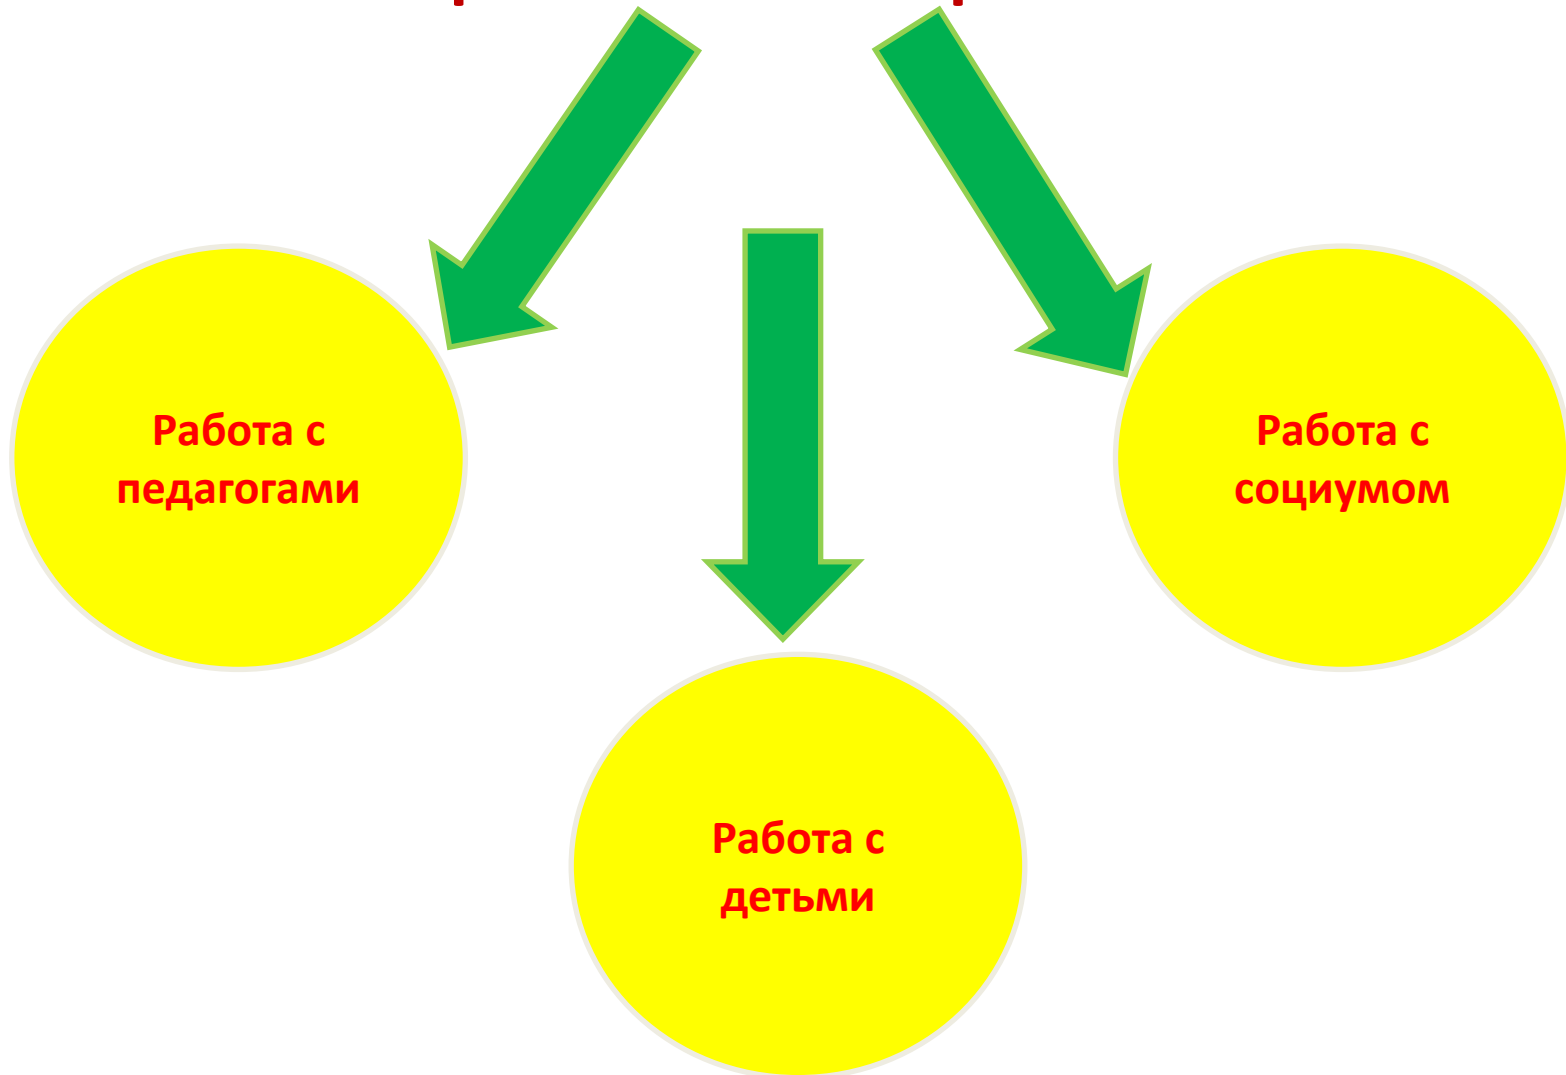 Работа с
педагогами
Работа с
социумом
Работа с
детьми